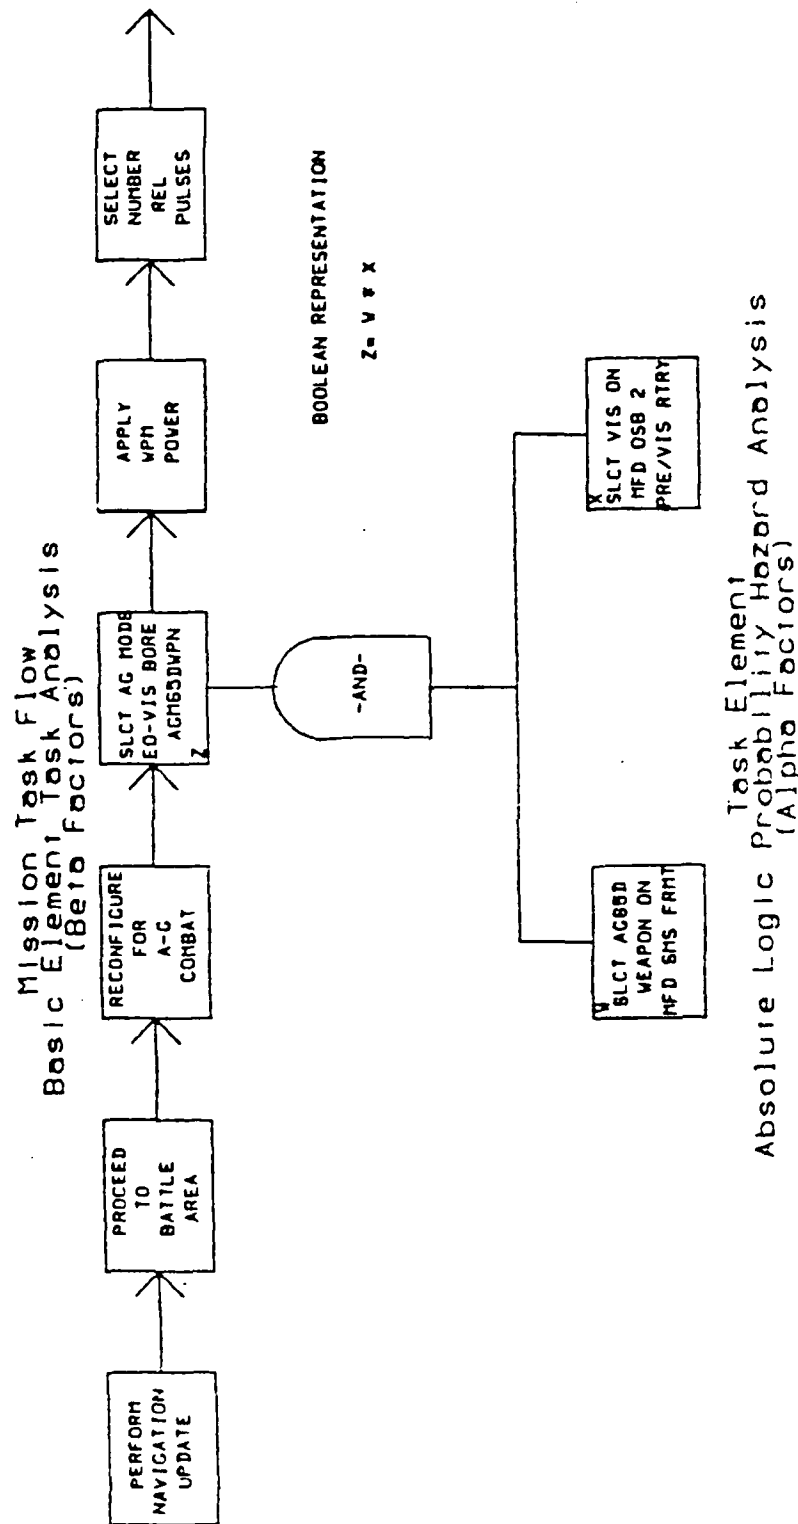 Mission Task Flow
Basic Element Task Analysis
(Beta Factors)
PERFORM
NAVIGATION
UPDATE
PROCEED
TO
BATTLE
AREA
RECONFIGURE
FOR
A-G
COMBAT
SLCT AG MODE
EO-VIS BORE
AGM65DWPN
Z
APPLY
WPM
POWER
SELECT
NUMBER
REL
PULSES
-AND-
BOOLEAN REPRESENTATION
Z= W * X
W
SLCT AG65D
WEAPON ON
MFD SMS FRMT
X
SLCT VIS ON
MFD OSB 2
PRE/VIS RTRY
Task Element
Absolute Logic Probability Hazard Analysis
(Alpha Factors)